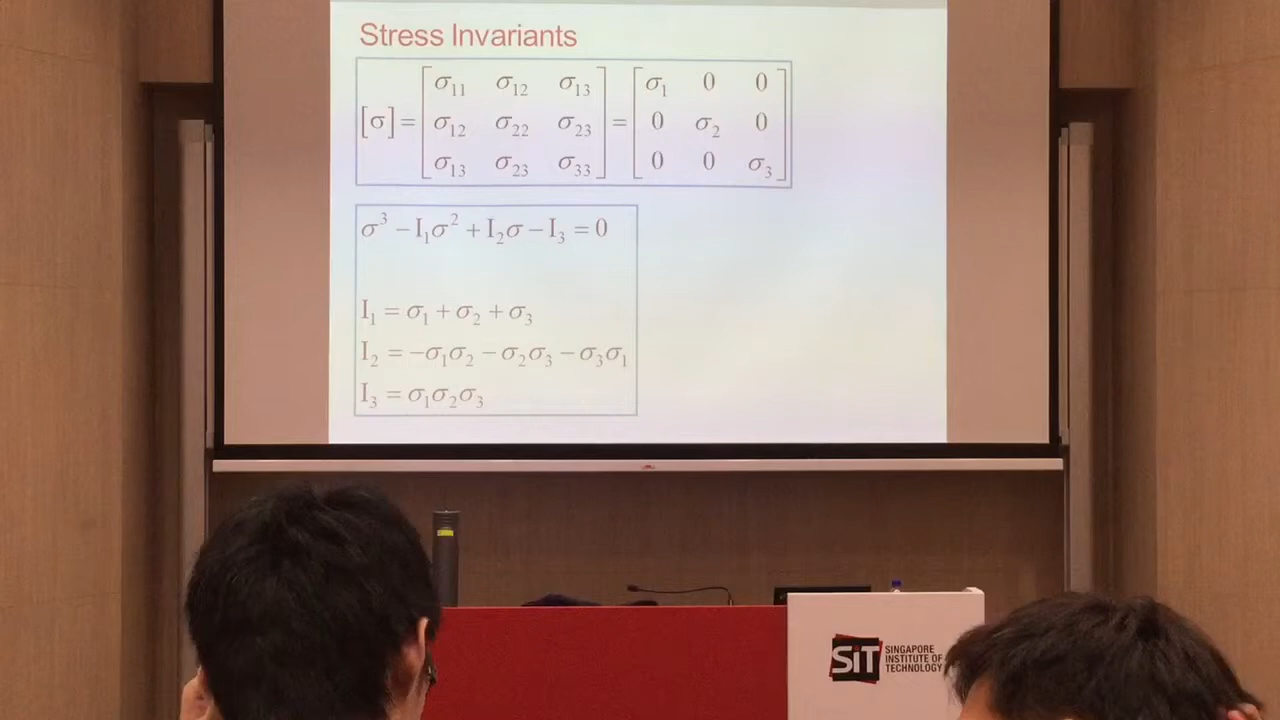 Stress Invariants
[σ] = [σ₁₁ σ₁₂ σ₁₃; σ₁₂ σ₂₂ σ₂₃; σ₁₃ σ₂₃ σ₃₃] = [σ₁ 0 0; 0 σ₂ 0; 0 0 σ₃]
σ³ − I₁σ² + I₂σ − I₃ = 0
I₁ = σ₁ + σ₂ + σ₃
I₂ = −σ₁σ₂ − σ₂σ₃ − σ₃σ₁
I₃ = σ₁σ₂σ₃
SiT
SINGAPORE
INSTITUTE OF
TECHNOLOGY